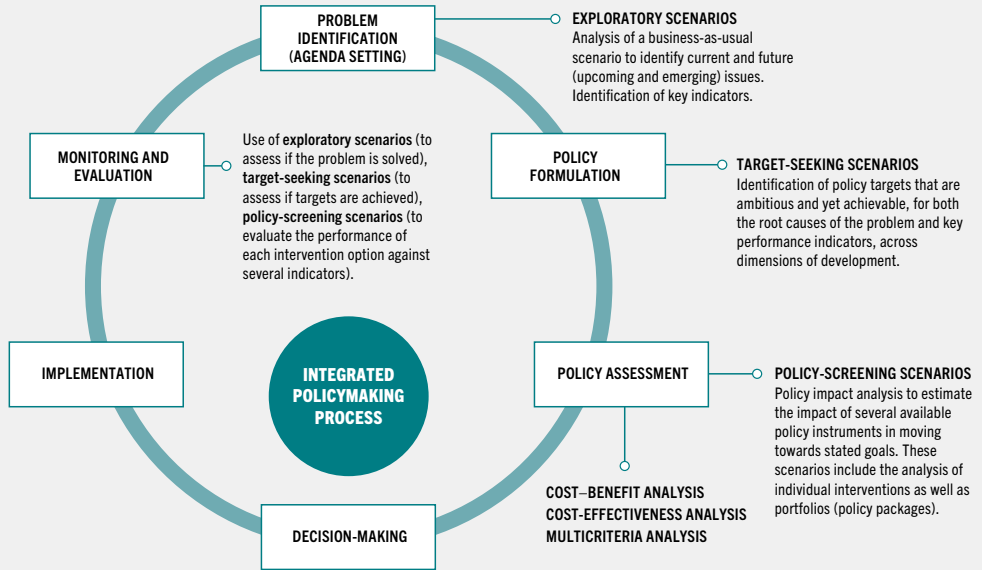 PROBLEM
IDENTIFICATION
(AGENDA SETTING)
EXPLORATORY SCENARIOS
Analysis of a business-as-usual
scenario to identify current and future
(upcoming and emerging) issues.
Identification of key indicators.
MONITORING AND
EVALUATION
Use of exploratory scenarios (to
assess if the problem is solved),
target-seeking scenarios (to
assess if targets are achieved),
policy-screening scenarios (to
evaluate the performance of
each intervention option against
several indicators).
POLICY
FORMULATION
TARGET-SEEKING SCENARIOS
Identification of policy targets that are
ambitious and yet achievable, for both
the root causes of the problem and key
performance indicators, across
dimensions of development.
IMPLEMENTATION
INTEGRATED
POLICYMAKING
PROCESS
POLICY ASSESSMENT
POLICY-SCREENING SCENARIOS
Policy impact analysis to estimate
the impact of several available
policy instruments in moving
towards stated goals. These
scenarios include the analysis of
individual interventions as well as
portfolios (policy packages).
COST–BENEFIT ANALYSIS
COST-EFFECTIVENESS ANALYSIS
MULTICRITERIA ANALYSIS
DECISION-MAKING